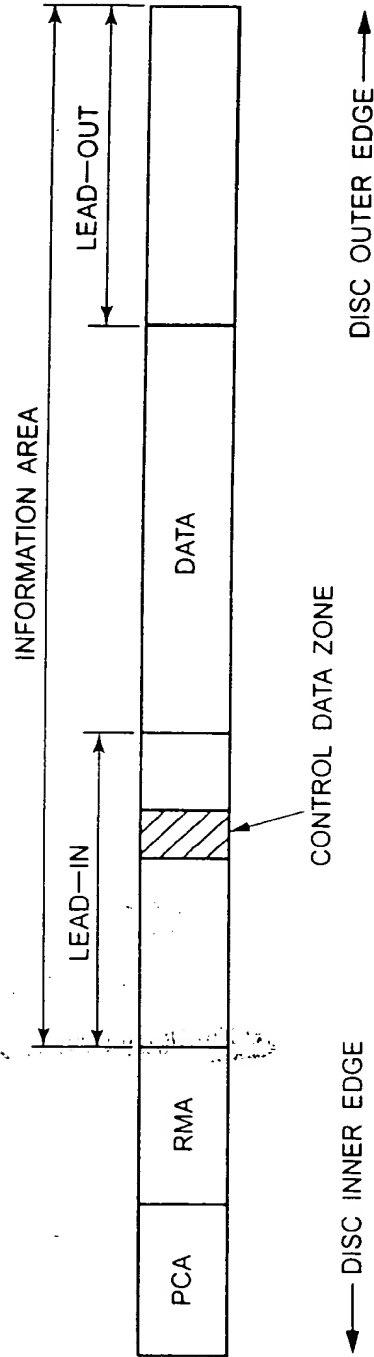 INFORMATION AREA
LEAD-IN
LEAD-OUT
PCA
RMA
DATA
CONTROL DATA ZONE
DISC INNER EDGE
DISC OUTER EDGE